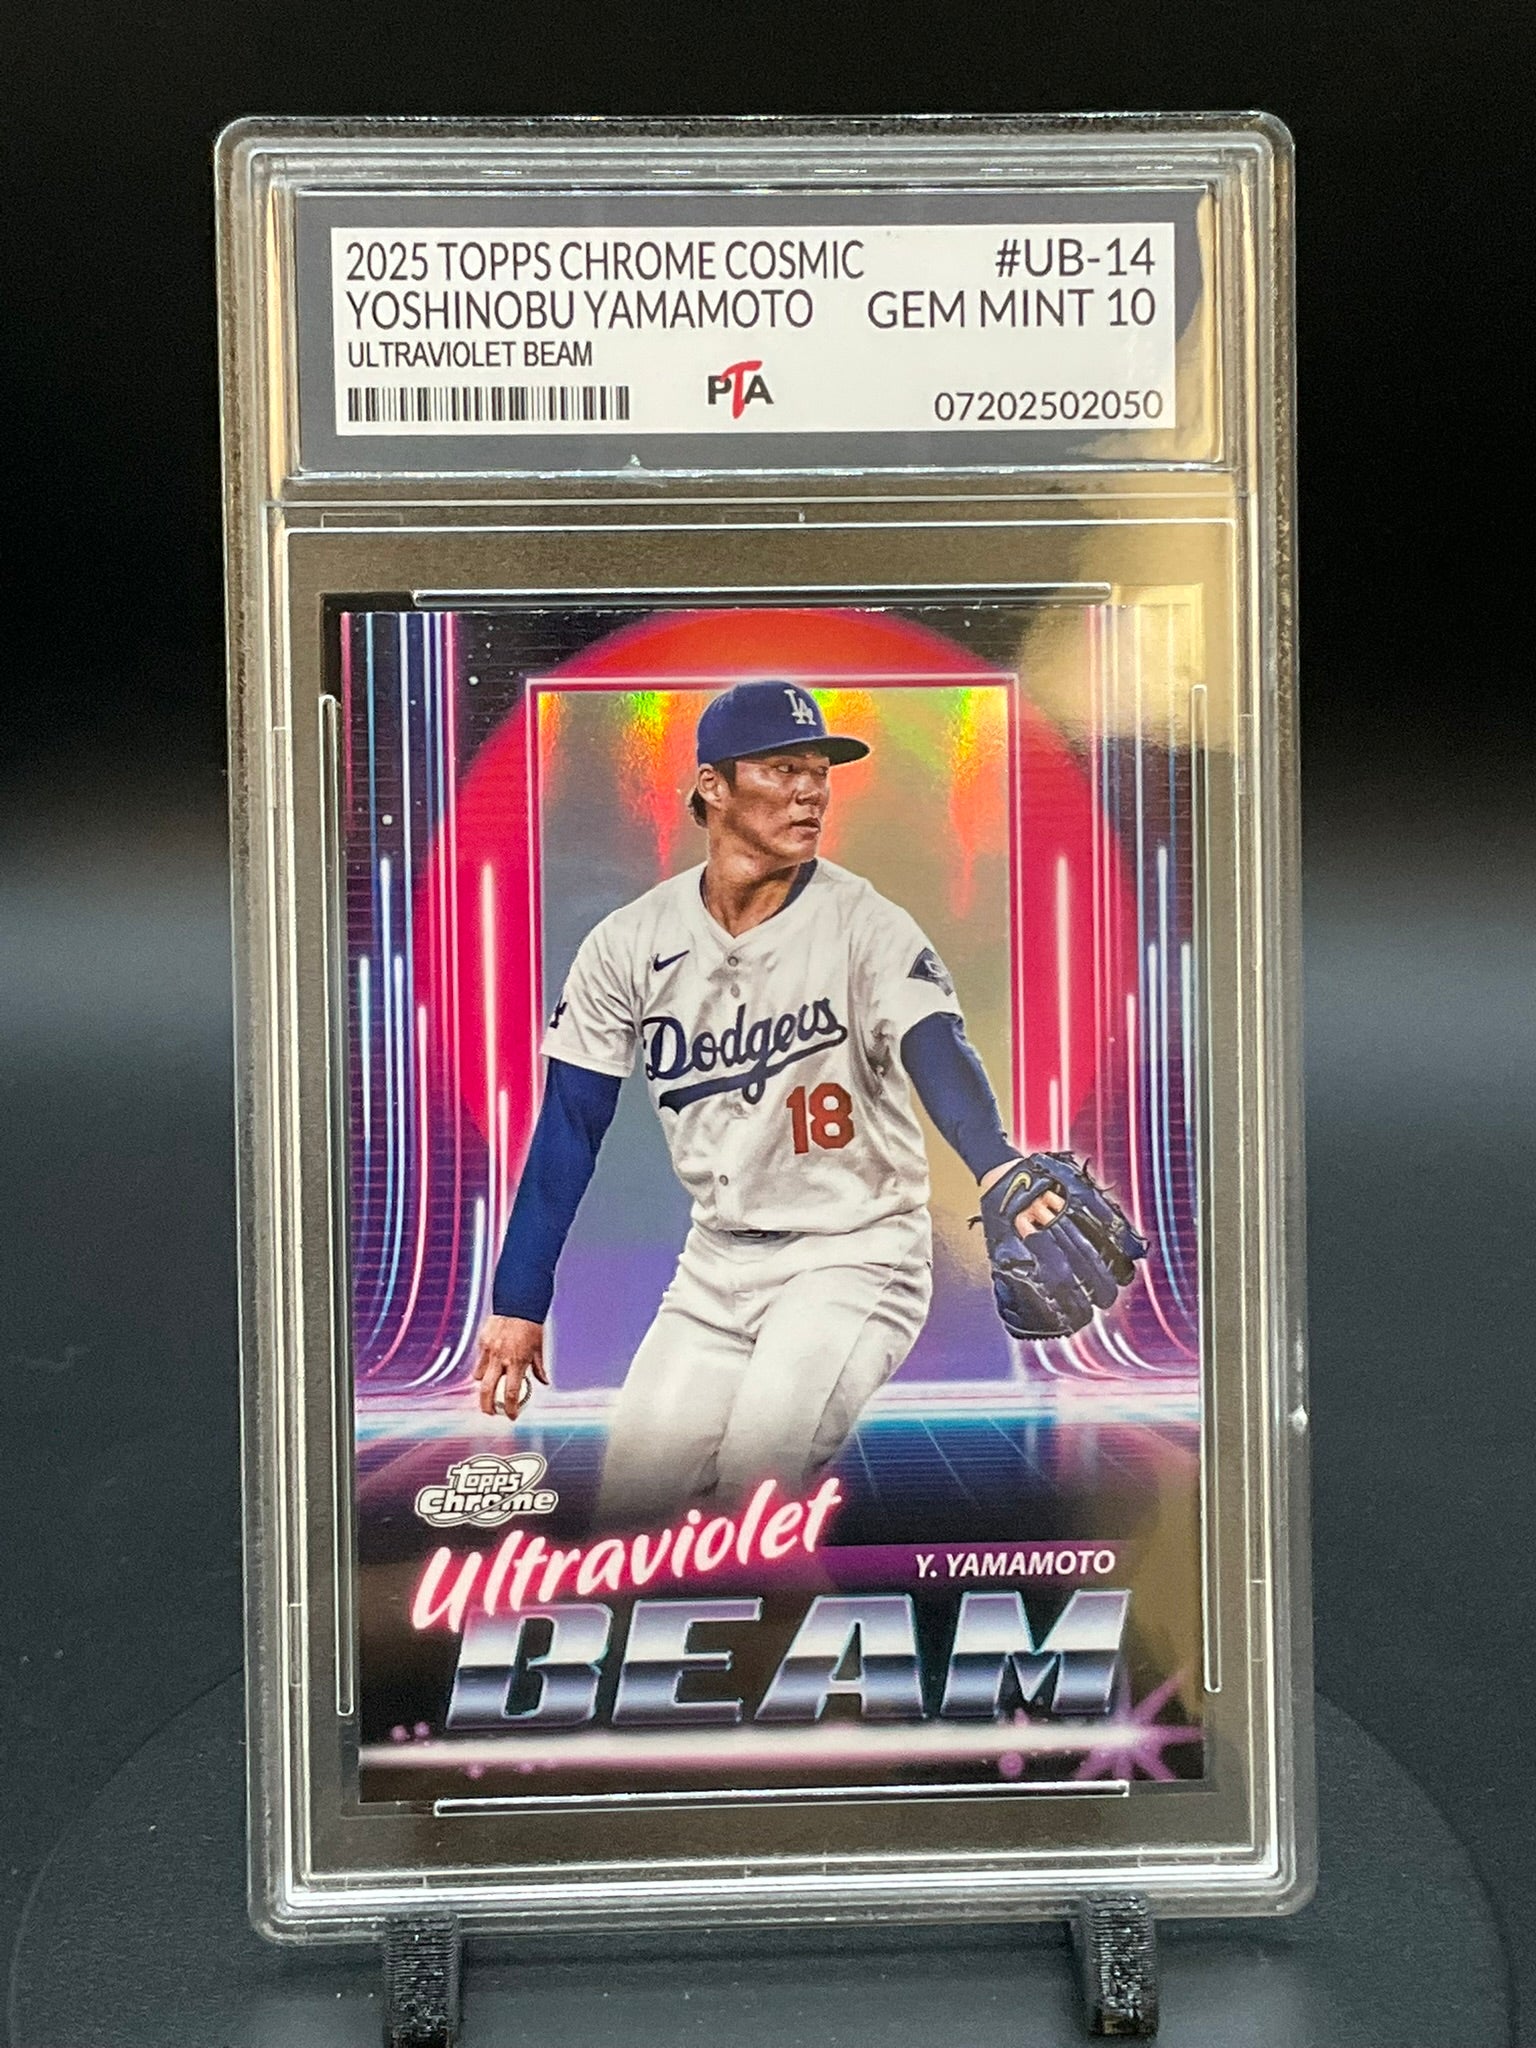 2025 TOPPS CHROME COSMIC #UB-14
YOSHINOBU YAMAMOTO GEM MINT 10
ULTRAVIOLET BEAM
PTA
07202502050
LA
Dodgers
18
topps
Chrome
Ultraviolet
Y. YAMAMOTO
BEAM